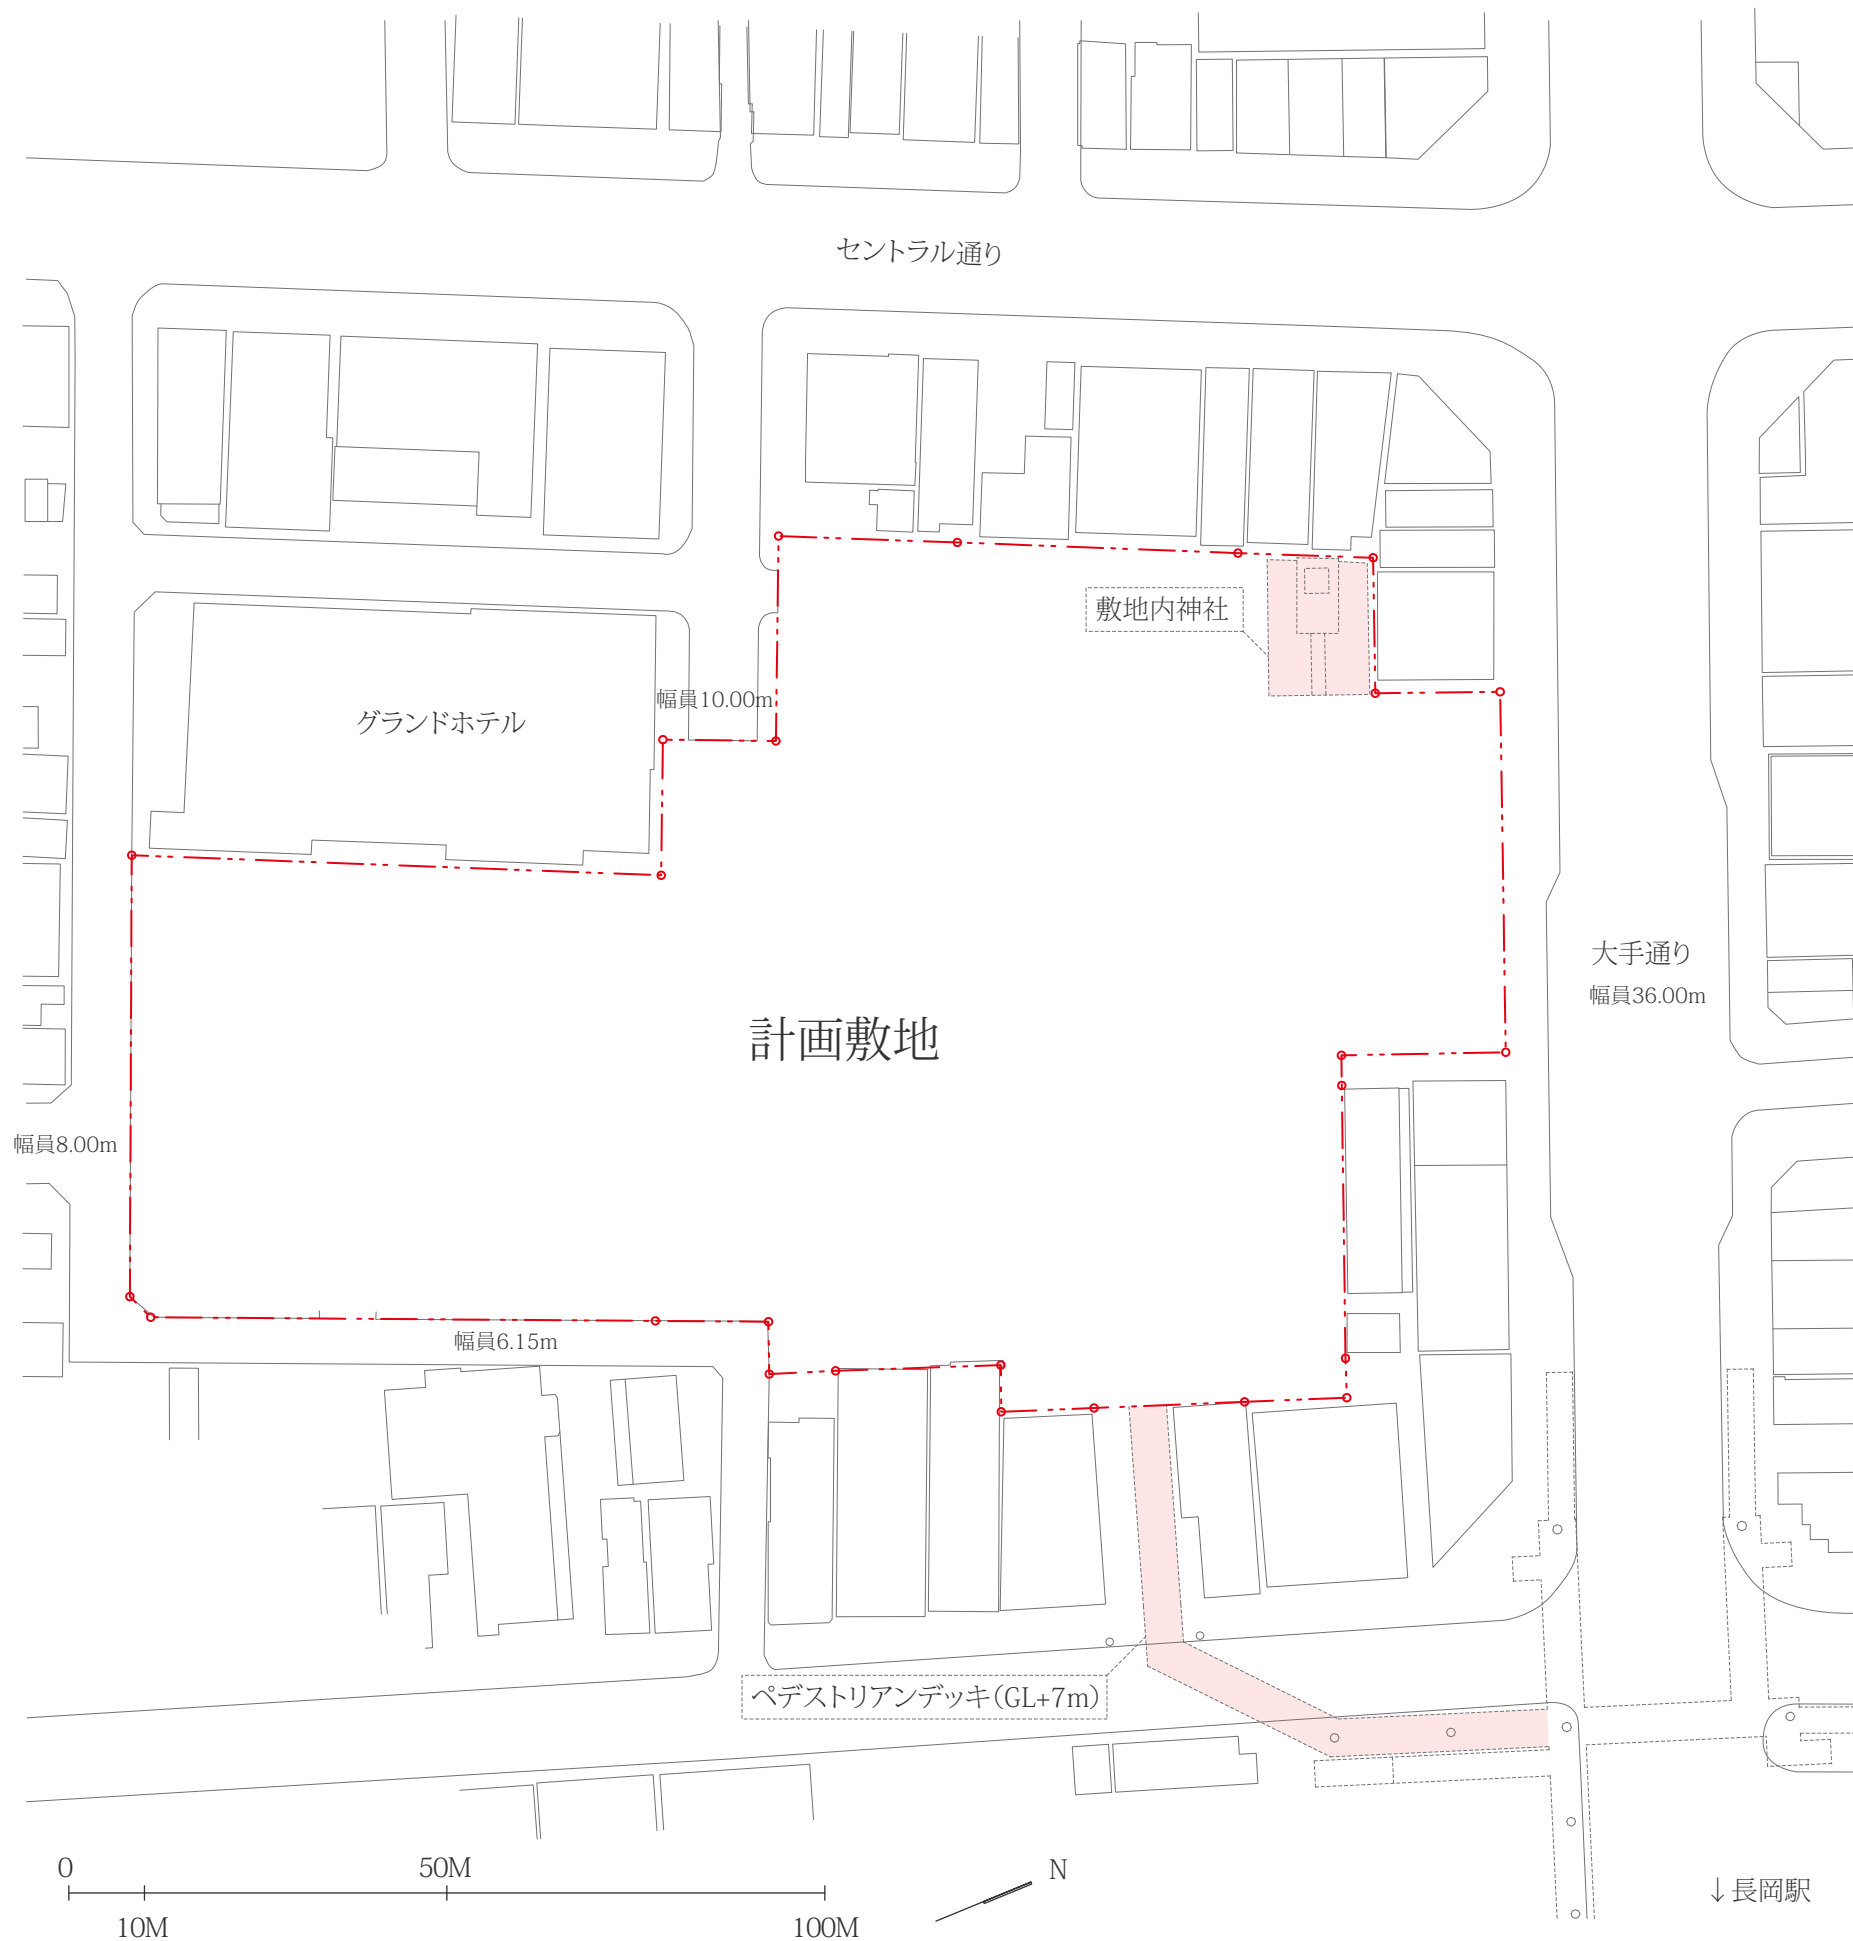 セントラル通り
敷地内神社
幅員10.00m
グランドホテル
大手通り
幅員36.00m
計画敷地
幅員8.00m
幅員6.15m
ペデストリアンデッキ(GL+7m)
0
50M
N
↓長岡駅
10M
100M